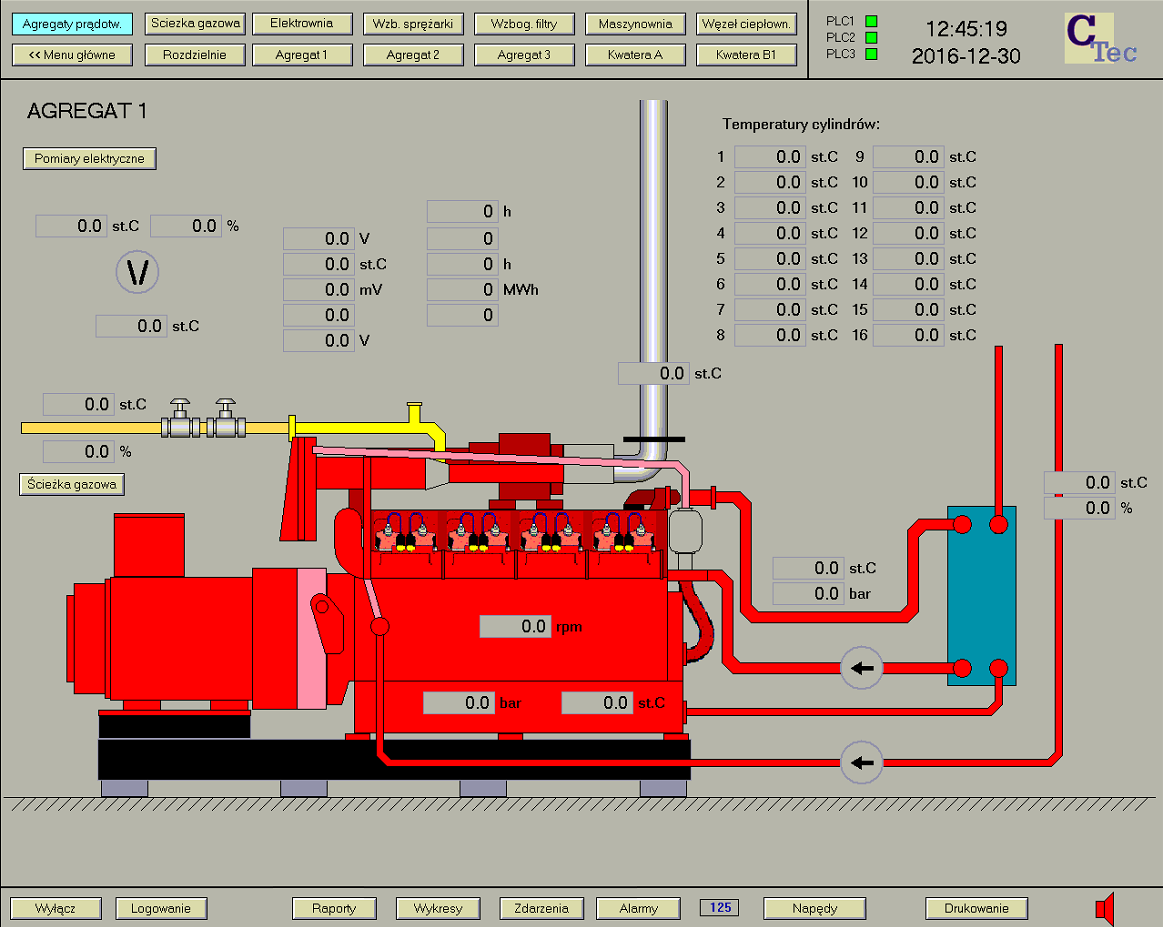 Agregaty prądotw. Sciezka gazowa Elektrownia Wzb. sprężarki Wzbog. filtry Maszynownia Węzeł ciepłown.
<< Menu główne Rozdzielnie Agregat 1 Agregat 2 Agregat 3 Kwatera A Kwatera B1
PLC1
PLC2
PLC3
12:45:19
2016-12-30
CTec
AGREGAT 1
Pomiary elektryczne
Temperatury cylindrów:
1 0.0 st.C 9 0.0 st.C
2 0.0 st.C 10 0.0 st.C
3 0.0 st.C 11 0.0 st.C
4 0.0 st.C 12 0.0 st.C
5 0.0 st.C 13 0.0 st.C
6 0.0 st.C 14 0.0 st.C
7 0.0 st.C 15 0.0 st.C
8 0.0 st.C 16 0.0 st.C
0.0 st.C 0.0 %
V
0.0 st.C
0.0 V
0.0 st.C
0.0 mV
0.0
0.0 V
0 h
0
0 h
0 MWh
0
0.0 st.C
0.0 st.C
0.0 %
Ścieżka gazowa
0.0 st.C
0.0 %
0.0 st.C
0.0 bar
0.0 rpm
0.0 bar 0.0 st.C
Wyłącz Logowanie Raporty Wykresy Zdarzenia Alarmy 125 Napędy Drukowanie